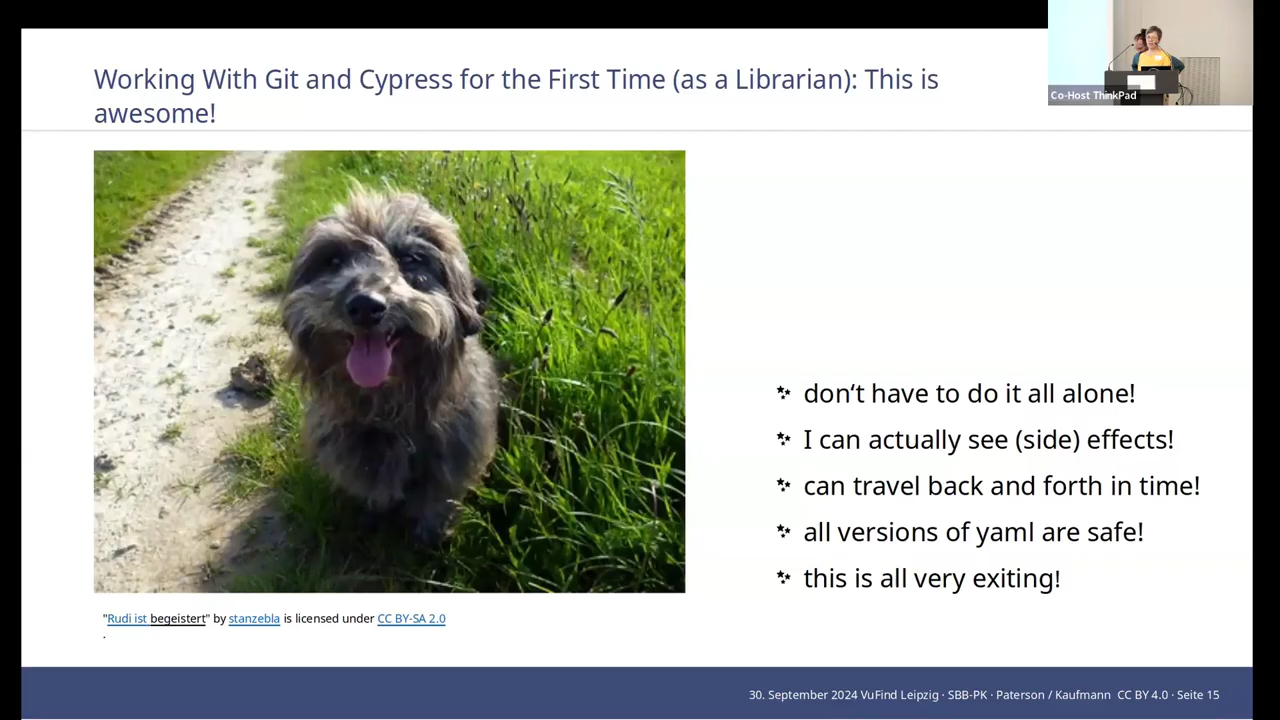 Working With Git and Cypress for the First Time (as a Librarian): This is
awesome!
Co-Host ThinkPad
don‘t have to do it all alone!
I can actually see (side) effects!
can travel back and forth in time!
all versions of yaml are safe!
this is all very exiting!
"Rudi ist begeistert" by stanzebla is licensed under CC BY-SA 2.0
.
30. September 2024 VuFind Leipzig · SBB-PK · Paterson / Kaufmann CC BY 4.0 · Seite 15